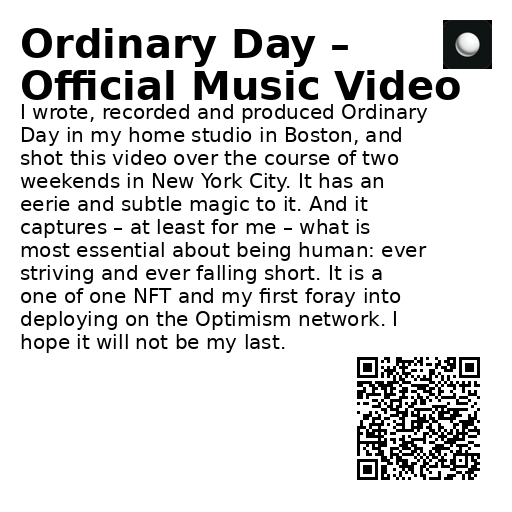 Ordinary Day –
Official Music Video
I wrote, recorded and produced Ordinary
Day in my home studio in Boston, and
shot this video over the course of two
weekends in New York City. It has an
eerie and subtle magic to it. And it
captures – at least for me – what is
most essential about being human: ever
striving and ever falling short. It is a
one of one NFT and my first foray into
deploying on the Optimism network. I
hope it will not be my last.